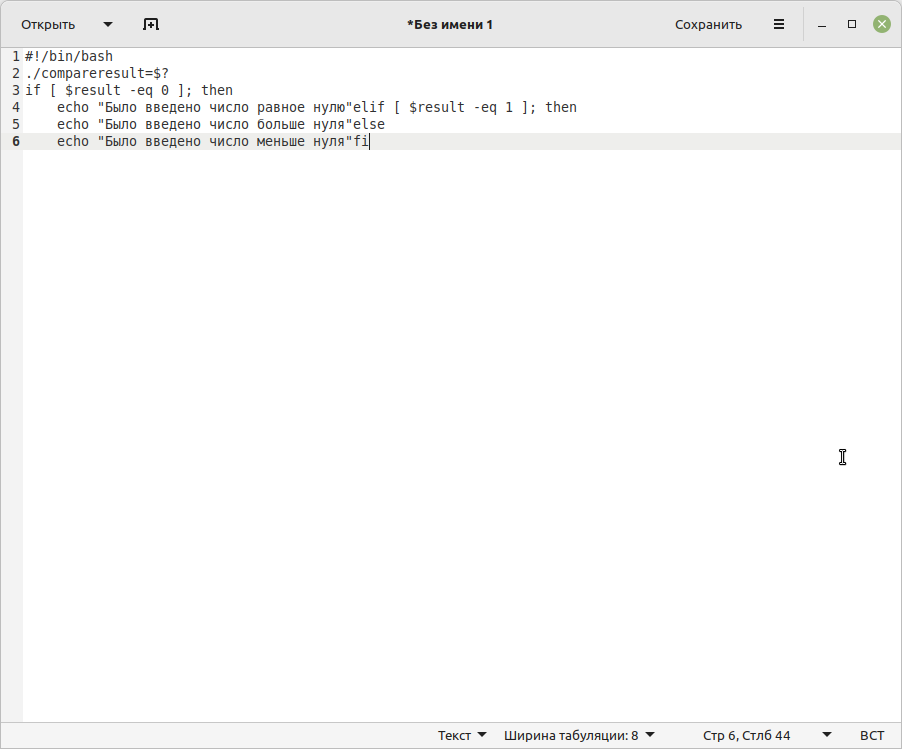 Открыть
*Без имени 1
Сохранить
1 #!/bin/bash
2 ./compareresult=$?
3 if [ $result -eq 0 ]; then
4     echo "Было введено число равное нулю"elif [ $result -eq 1 ]; then
5     echo "Было введено число больше нуля"else
6     echo "Было введено число меньше нуля"fi
Текст
Ширина табуляции: 8
Стр 6, Стлб 44
ВСТ